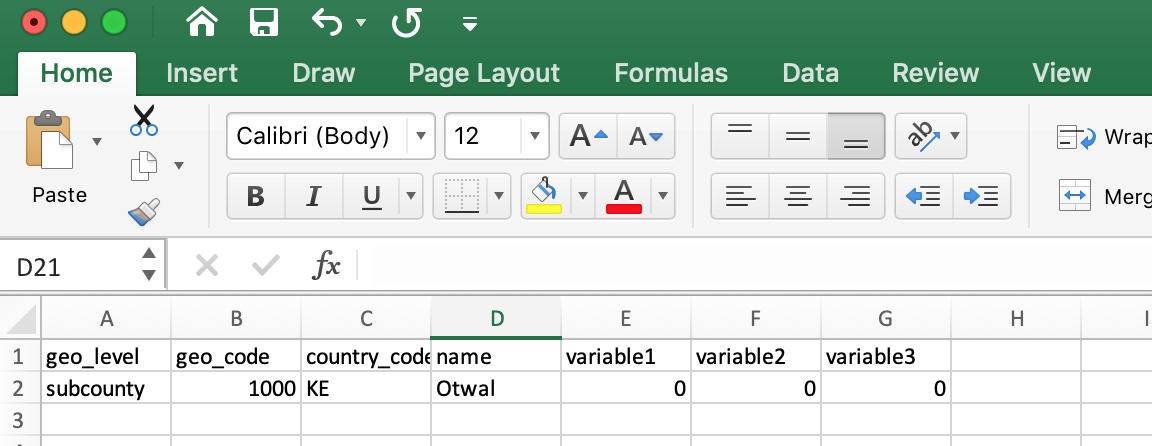 Home Insert Draw Page Layout Formulas Data Review View
Paste Calibri (Body) 12 A A ab Wrap
B I U A Merg
D21 fx
A B C D E F G H I
1 geo_level geo_code country_code name variable1 variable2 variable3
2 subcounty 1000 KE Otwal 0 0 0
3